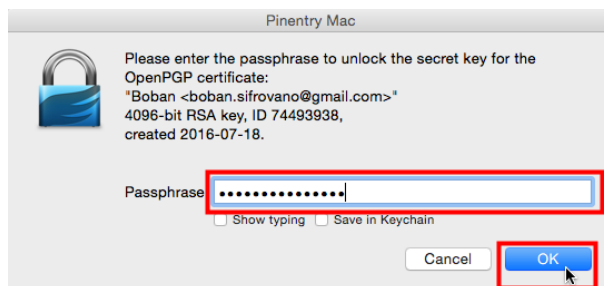 Pinentry Mac
Please enter the passphrase to unlock the secret key for the
OpenPGP certificate:
"Boban <boban.sifrovano@gmail.com>"
4096-bit RSA key, ID 74493938,
created 2016-07-18.
Passphrase •••••••••••••••
Show typing Save in Keychain
Cancel OK